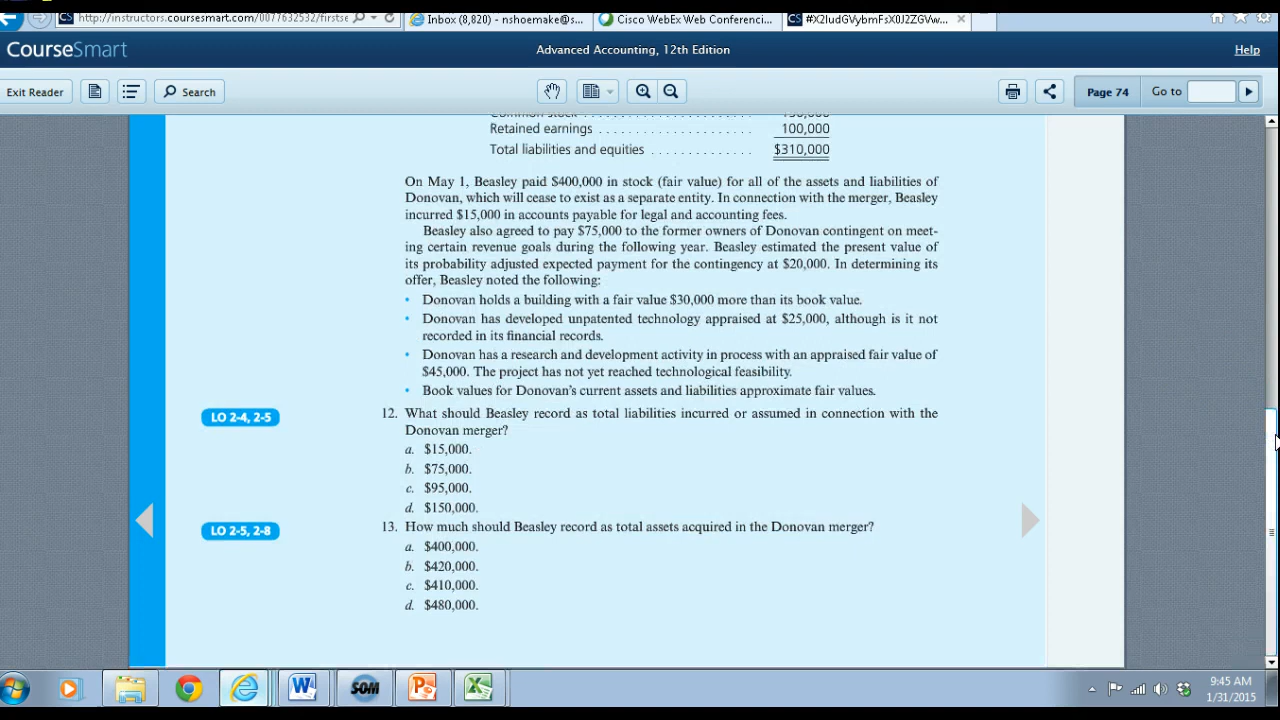 http://instructors.coursesmart.com/0077632532/firstse
Inbox (8,820) - nshoemake@s...
Cisco WebEx Web Conferenci...
#X2ludGVybmFsX0J2ZGVw...
CourseSmart
Advanced Accounting, 12th Edition
Help
Exit Reader
Search
Page 74
Go to
Common stock . . . . . . . . . . . . . . . . . . . . . . 
Retained earnings . . . . . . . . . . . . . . . . . . . . 100,000
Total liabilities and equities . . . . . . . . . . . . . . $310,000
On May 1, Beasley paid $400,000 in stock (fair value) for all of the assets and liabilities of
Donovan, which will cease to exist as a separate entity. In connection with the merger, Beasley
incurred $15,000 in accounts payable for legal and accounting fees.
Beasley also agreed to pay $75,000 to the former owners of Donovan contingent on meet-
ing certain revenue goals during the following year. Beasley estimated the present value of
its probability adjusted expected payment for the contingency at $20,000. In determining its
offer, Beasley noted the following:
• Donovan holds a building with a fair value $30,000 more than its book value.
• Donovan has developed unpatented technology appraised at $25,000, although is it not
recorded in its financial records.
• Donovan has a research and development activity in process with an appraised fair value of
$45,000. The project has not yet reached technological feasibility.
• Book values for Donovan's current assets and liabilities approximate fair values.
LO 2-4, 2-5
12. What should Beasley record as total liabilities incurred or assumed in connection with the
Donovan merger?
a. $15,000.
b. $75,000.
c. $95,000.
d. $150,000.
LO 2-5, 2-8
13. How much should Beasley record as total assets acquired in the Donovan merger?
a. $400,000.
b. $420,000.
c. $410,000.
d. $480,000.
SOM
9:45 AM
1/31/2015